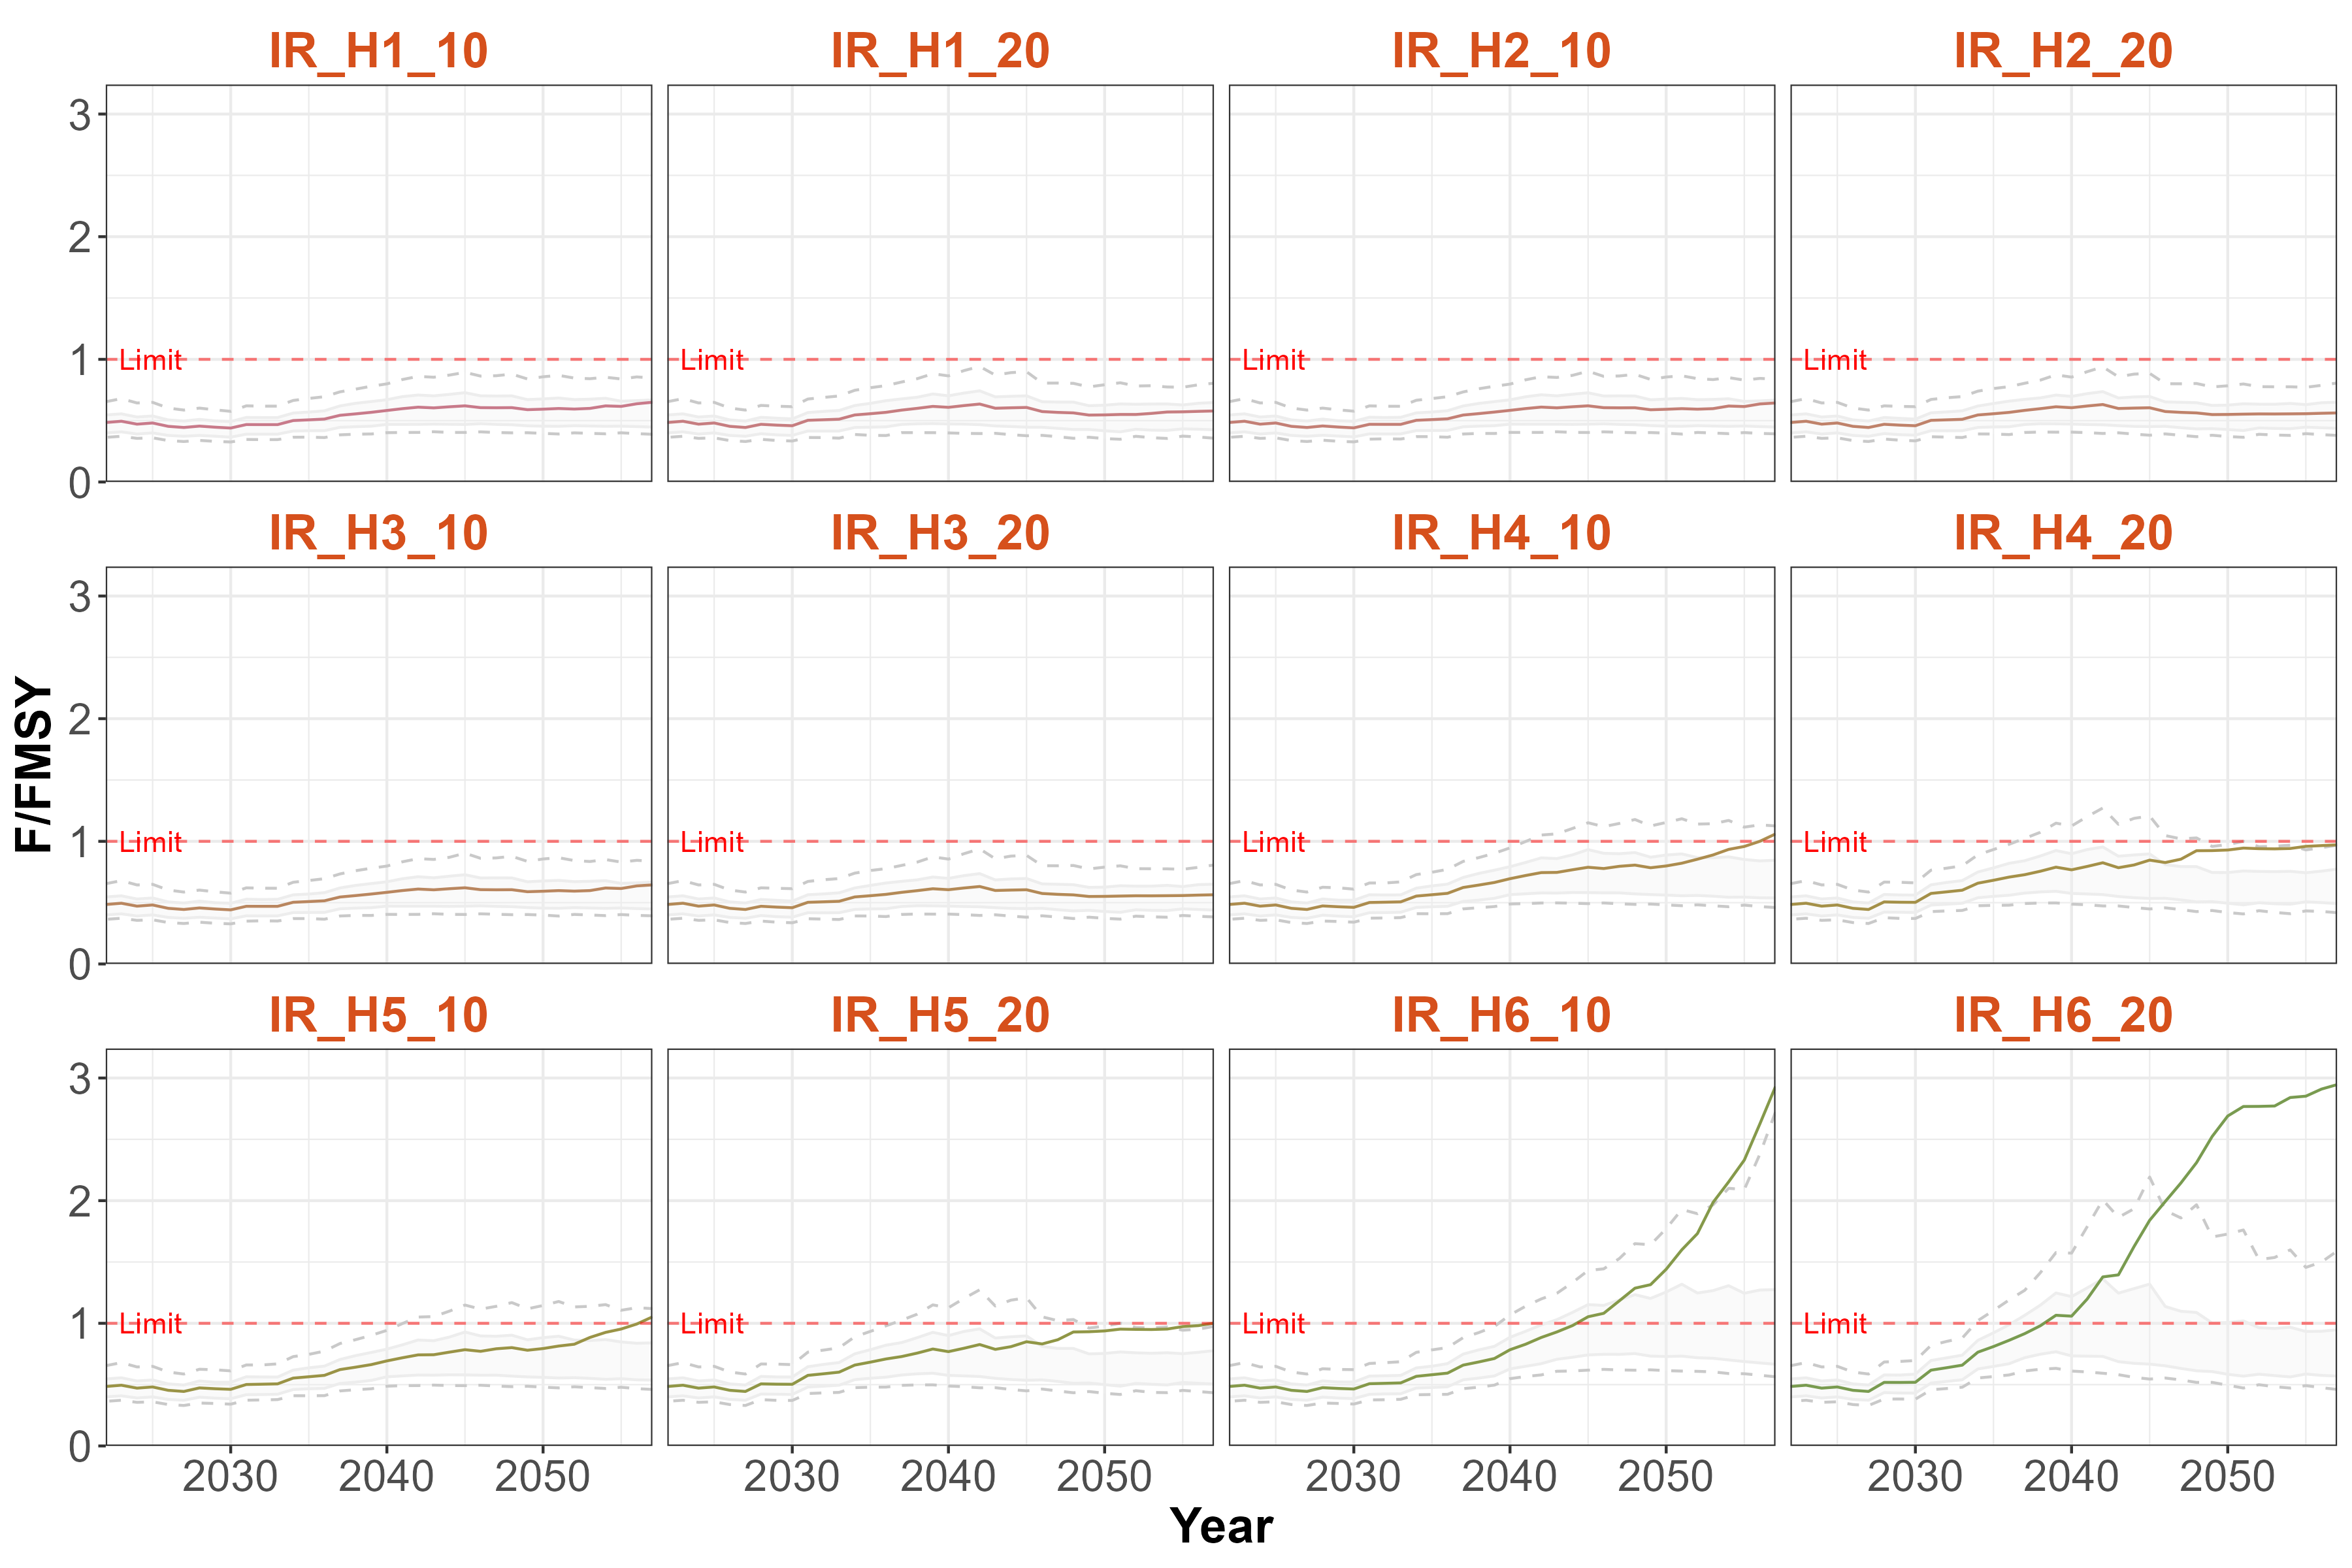 IR_H1_10 IR_H1_20 IR_H2_10 IR_H2_20
3
2
1
0
Limit Limit Limit Limit
IR_H3_10 IR_H3_20 IR_H4_10 IR_H4_20
3
2
1
0
Limit Limit Limit Limit
F/FMSY
IR_H5_10 IR_H5_20 IR_H6_10 IR_H6_20
3
2
1
0
Limit Limit Limit Limit
2030 2040 2050 2030 2040 2050 2030 2040 2050 2030 2040 2050
Year